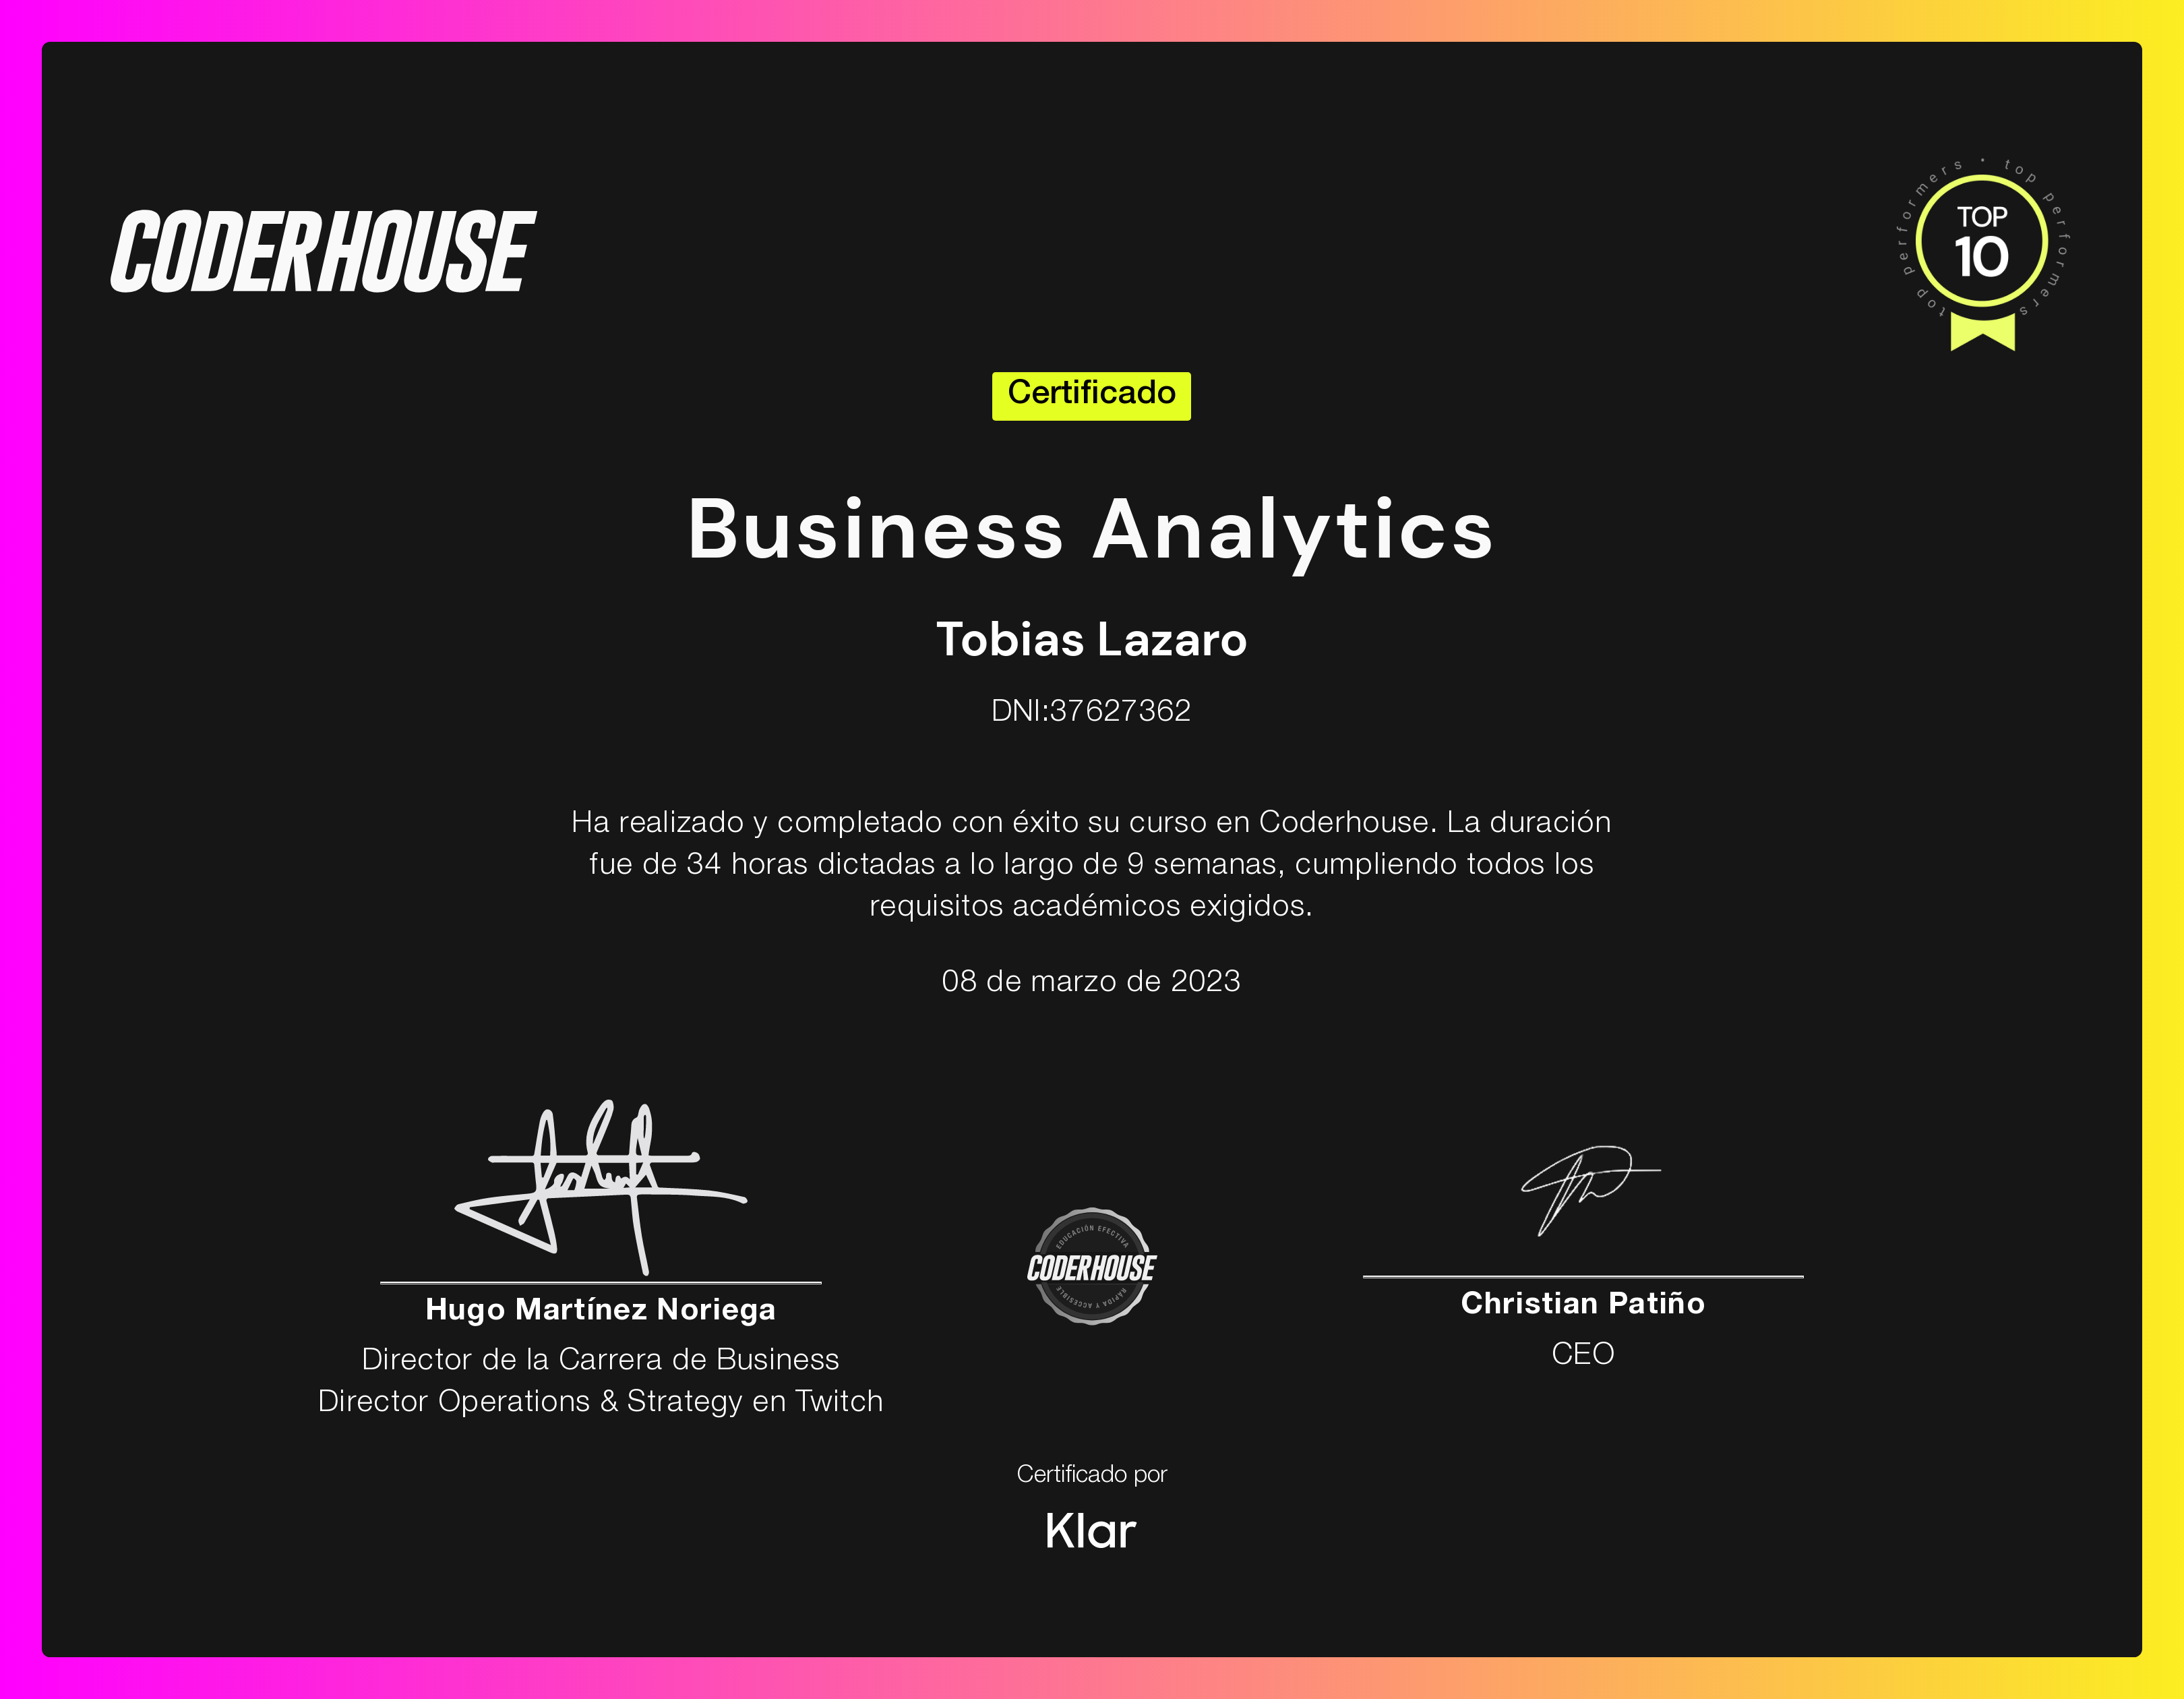 CODERHOUSE
top performers • top performers
TOP
10
Certificado
Business Analytics
Tobias Lazaro
DNI:37627362
Ha realizado y completado con éxito su curso en Coderhouse. La duración
fue de 34 horas dictadas a lo largo de 9 semanas, cumpliendo todos los
requisitos académicos exigidos.
08 de marzo de 2023
EDUCACIÓN EFECTIVA
CODERHOUSE
RÁPIDA Y ACCESIBLE
Hugo Martínez Noriega
Director de la Carrera de Business
Director Operations & Strategy en Twitch
Christian Patiño
CEO
Certificado por
Klar